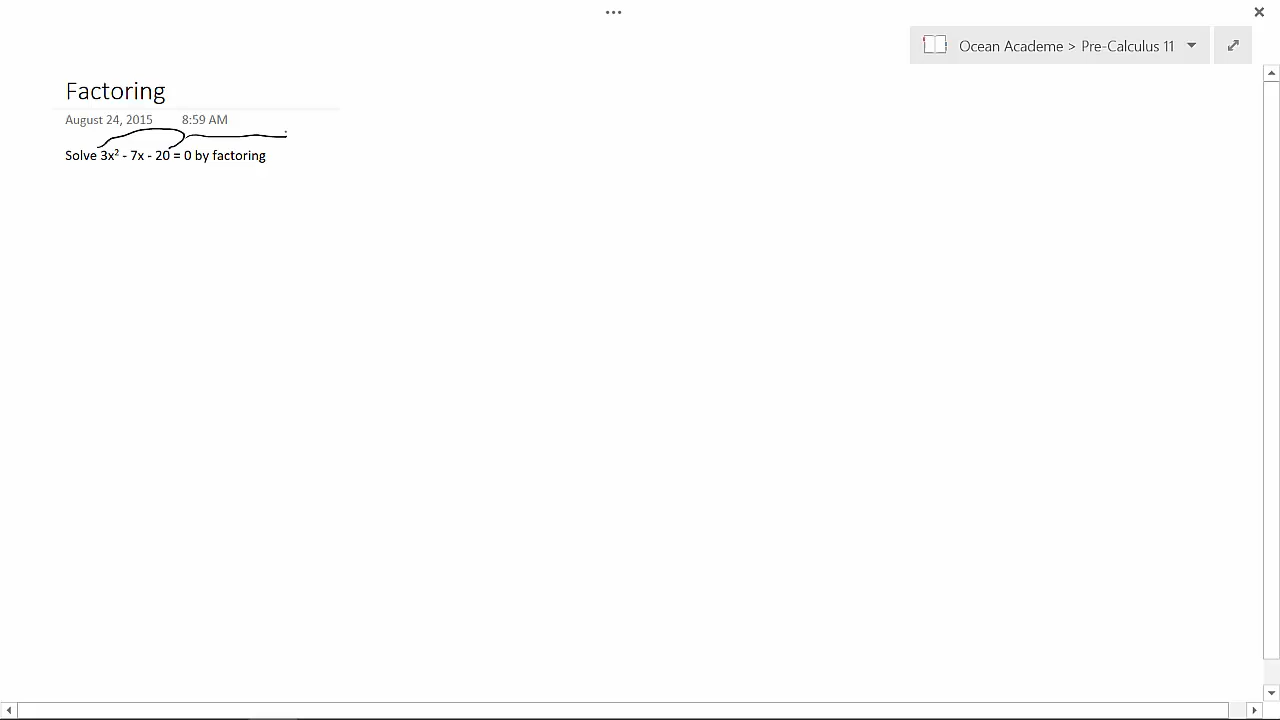 Ocean Academe > Pre-Calculus 11
Factoring
August 24, 2015 8:59 AM
Solve 3x² - 7x - 20 = 0 by factoring